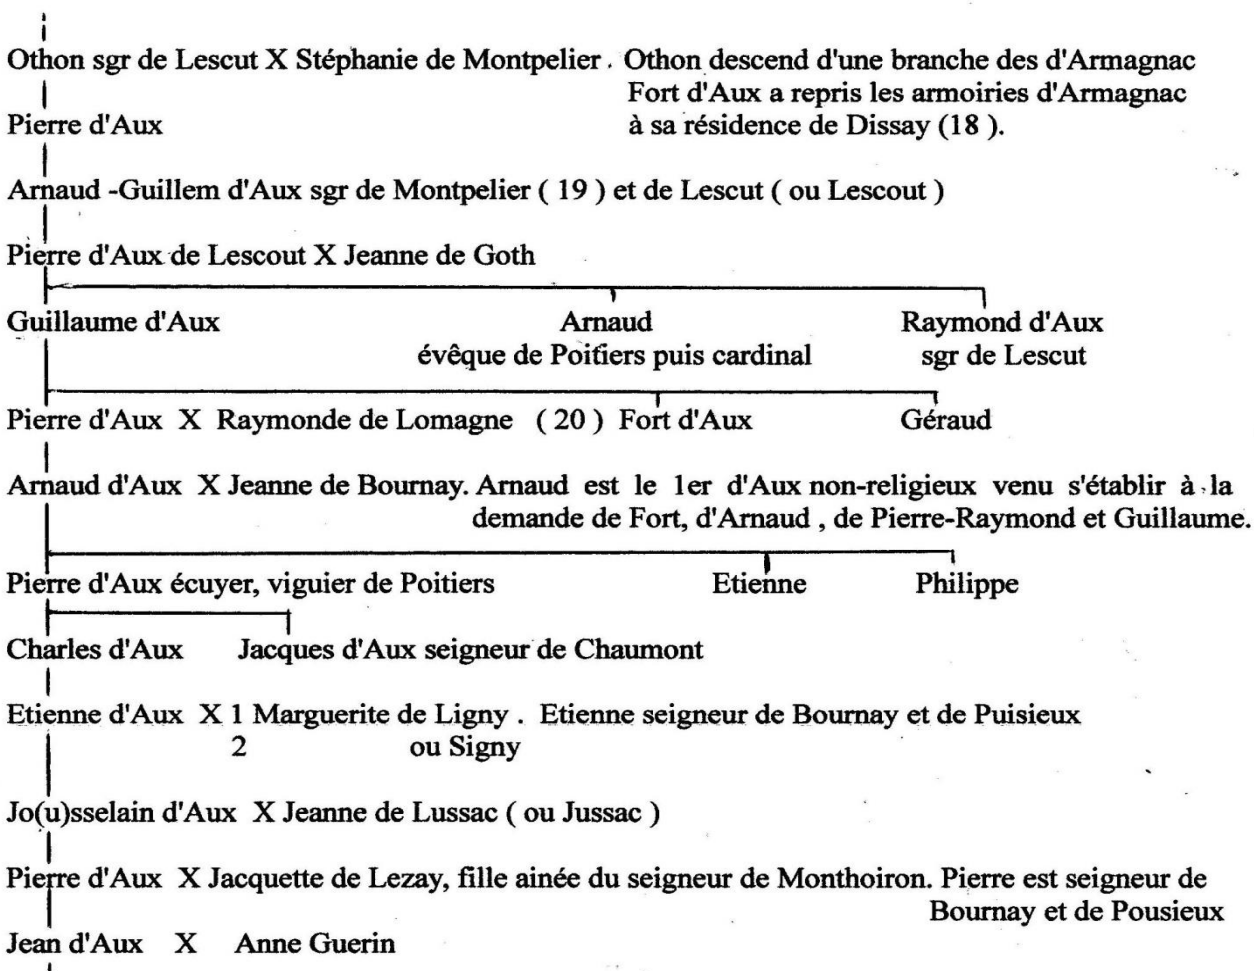 Othon sgr de Lescut X Stéphanie de Montpelier. Othon descend d'une branche des d'Armagnac
Fort d'Aux a repris les armoiries d'Armagnac
Pierre d'Aux à sa résidence de Dissay (18 ).
Arnaud -Guillem d'Aux sgr de Montpelier ( 19 ) et de Lescut ( ou Lescout )
Pierre d'Aux de Lescout X Jeanne de Goth
Guillaume d'Aux Arnaud Raymond d'Aux
évêque de Poitiers puis cardinal sgr de Lescut
Pierre d'Aux X Raymonde de Lomagne ( 20 ) Fort d'Aux Géraud
Arnaud d'Aux X Jeanne de Bournay. Arnaud est le 1er d'Aux non-religieux venu s'établir à la
demande de Fort, d'Arnaud , de Pierre-Raymond et Guillaume.
Pierre d'Aux écuyer, viguier de Poitiers Etienne Philippe
Charles d'Aux Jacques d'Aux seigneur de Chaumont
Etienne d'Aux X 1 Marguerite de Ligny . Etienne seigneur de Bournay et de Puisieux
2 ou Signy
Jo(u)sselain d'Aux X Jeanne de Lussac ( ou Jussac )
Pierre d'Aux X Jacquette de Lezay, fille ainée du seigneur de Monthoiron. Pierre est seigneur de
Bournay et de Pousieux
Jean d'Aux X Anne Guerin